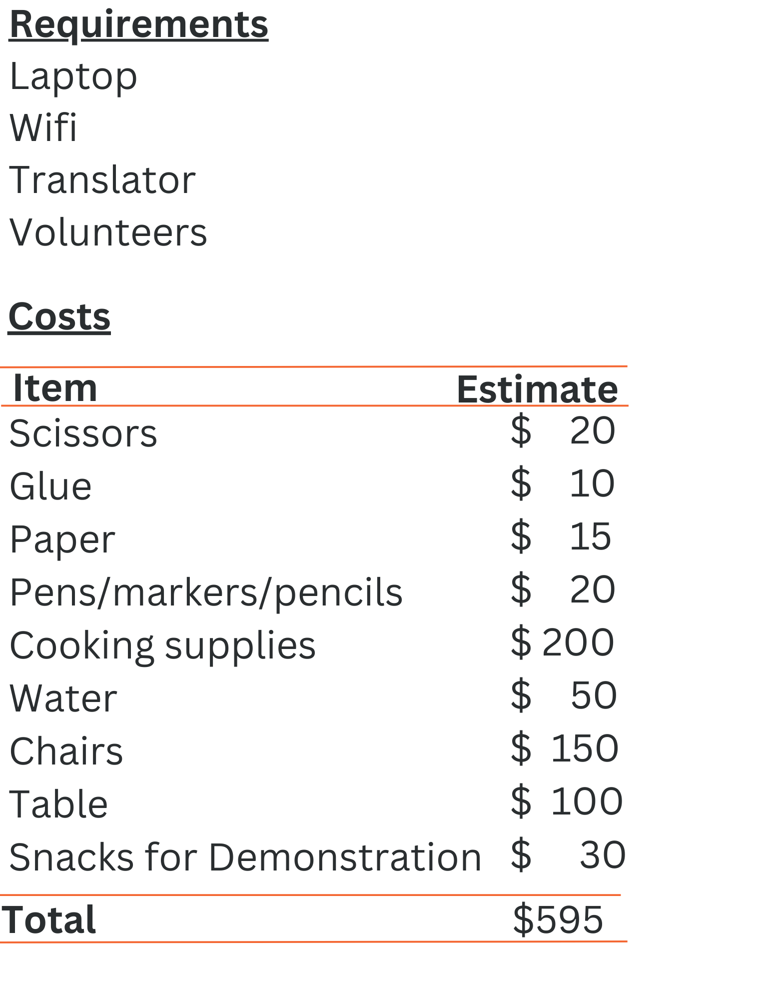 Requirements
Laptop
Wifi
Translator
Volunteers
Costs
Item Estimate
Scissors $ 20
Glue $ 10
Paper $ 15
Pens/markers/pencils $ 20
Cooking supplies $ 200
Water $ 50
Chairs $ 150
Table $ 100
Snacks for Demonstration $ 30
Total $595